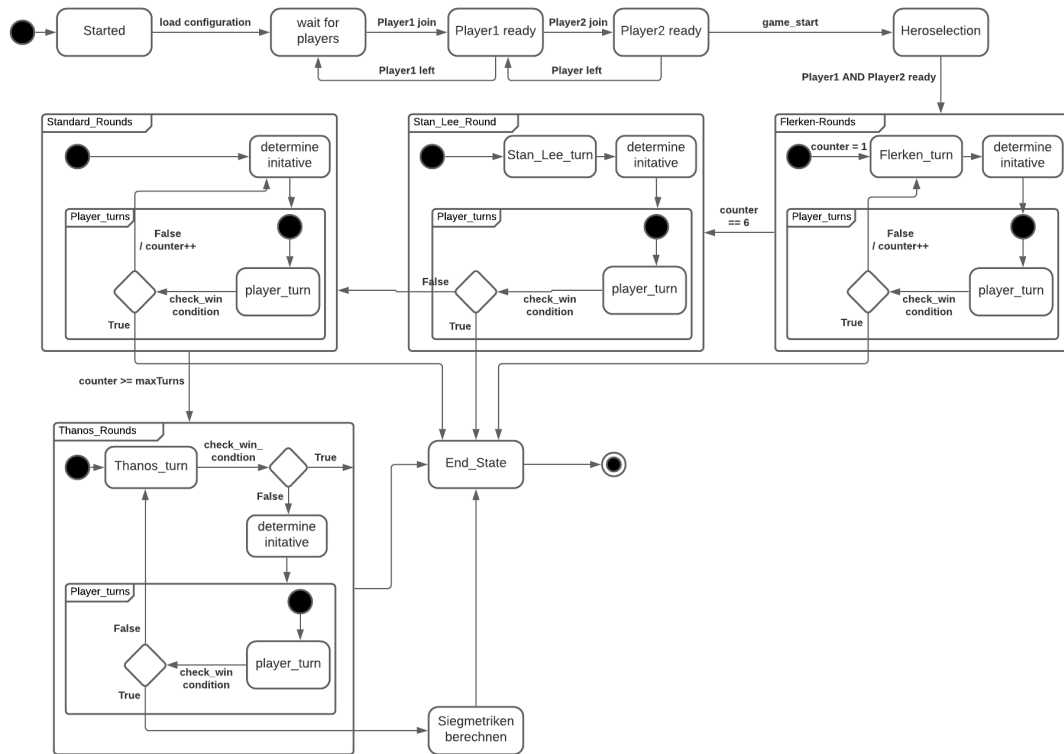 Started
load configuration
wait for
players
Player1 join
Player1 ready
Player2 join
Player2 ready
game_start
Heroselection
Player1 left
Player left
Player1 AND Player2 ready
Standard_Rounds
determine
initative
Player_turns
False
/ counter++
player_turn
check_win
condition
True
Stan_Lee_Round
Stan_Lee_turn
determine
initative
Player_turns
player_turn
check_win
condition
False
True
Flerken-Rounds
counter = 1
Flerken_turn
determine
initative
Player_turns
False
/ counter++
player_turn
check_win
condition
True
counter
== 6
counter >= maxTurns
Thanos_Rounds
Thanos_turn
check_win_
condtion
True
False
determine
initative
Player_turns
False
player_turn
check_win
condition
True
End_State
Siegmetriken
berechnen